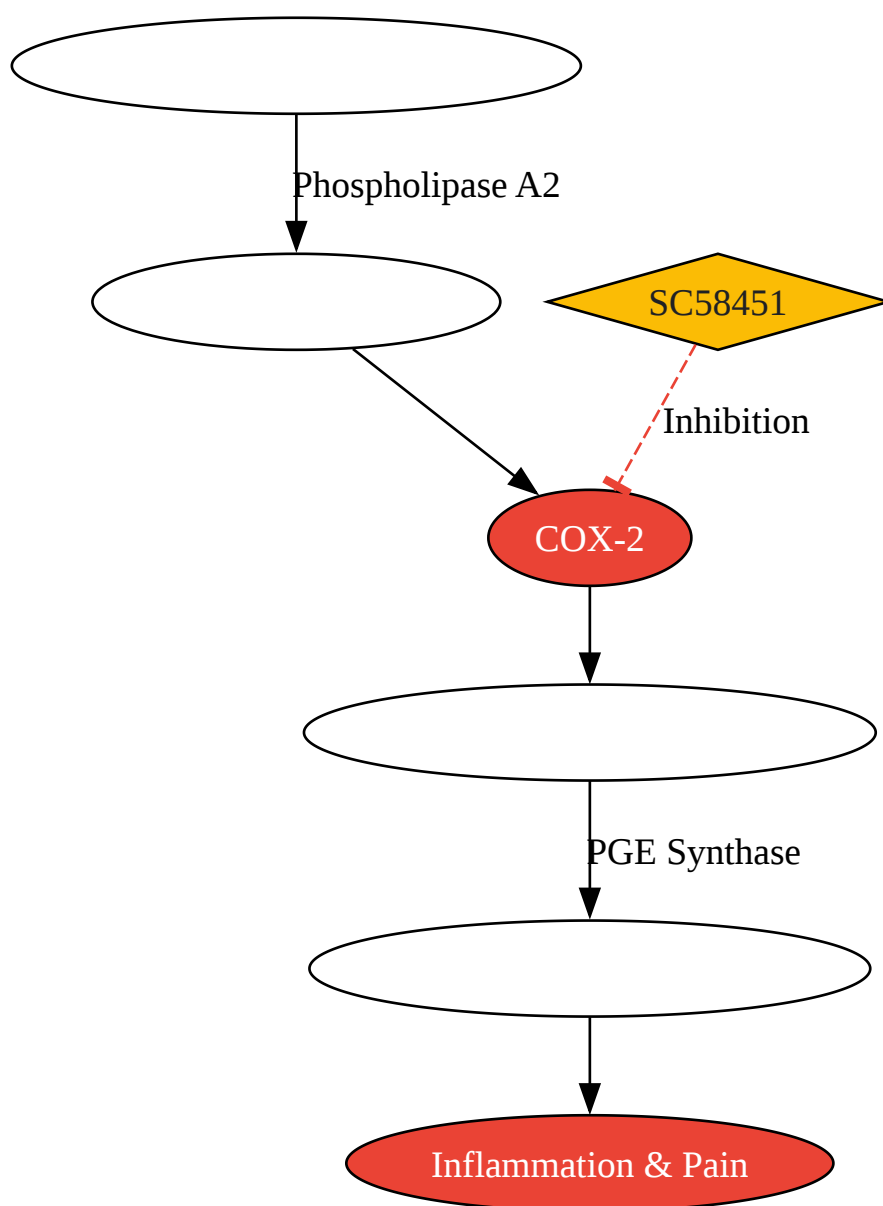 Phospholipase A2
SC58451
Inhibition
COX-2
PGE Synthase
Inflammation & Pain